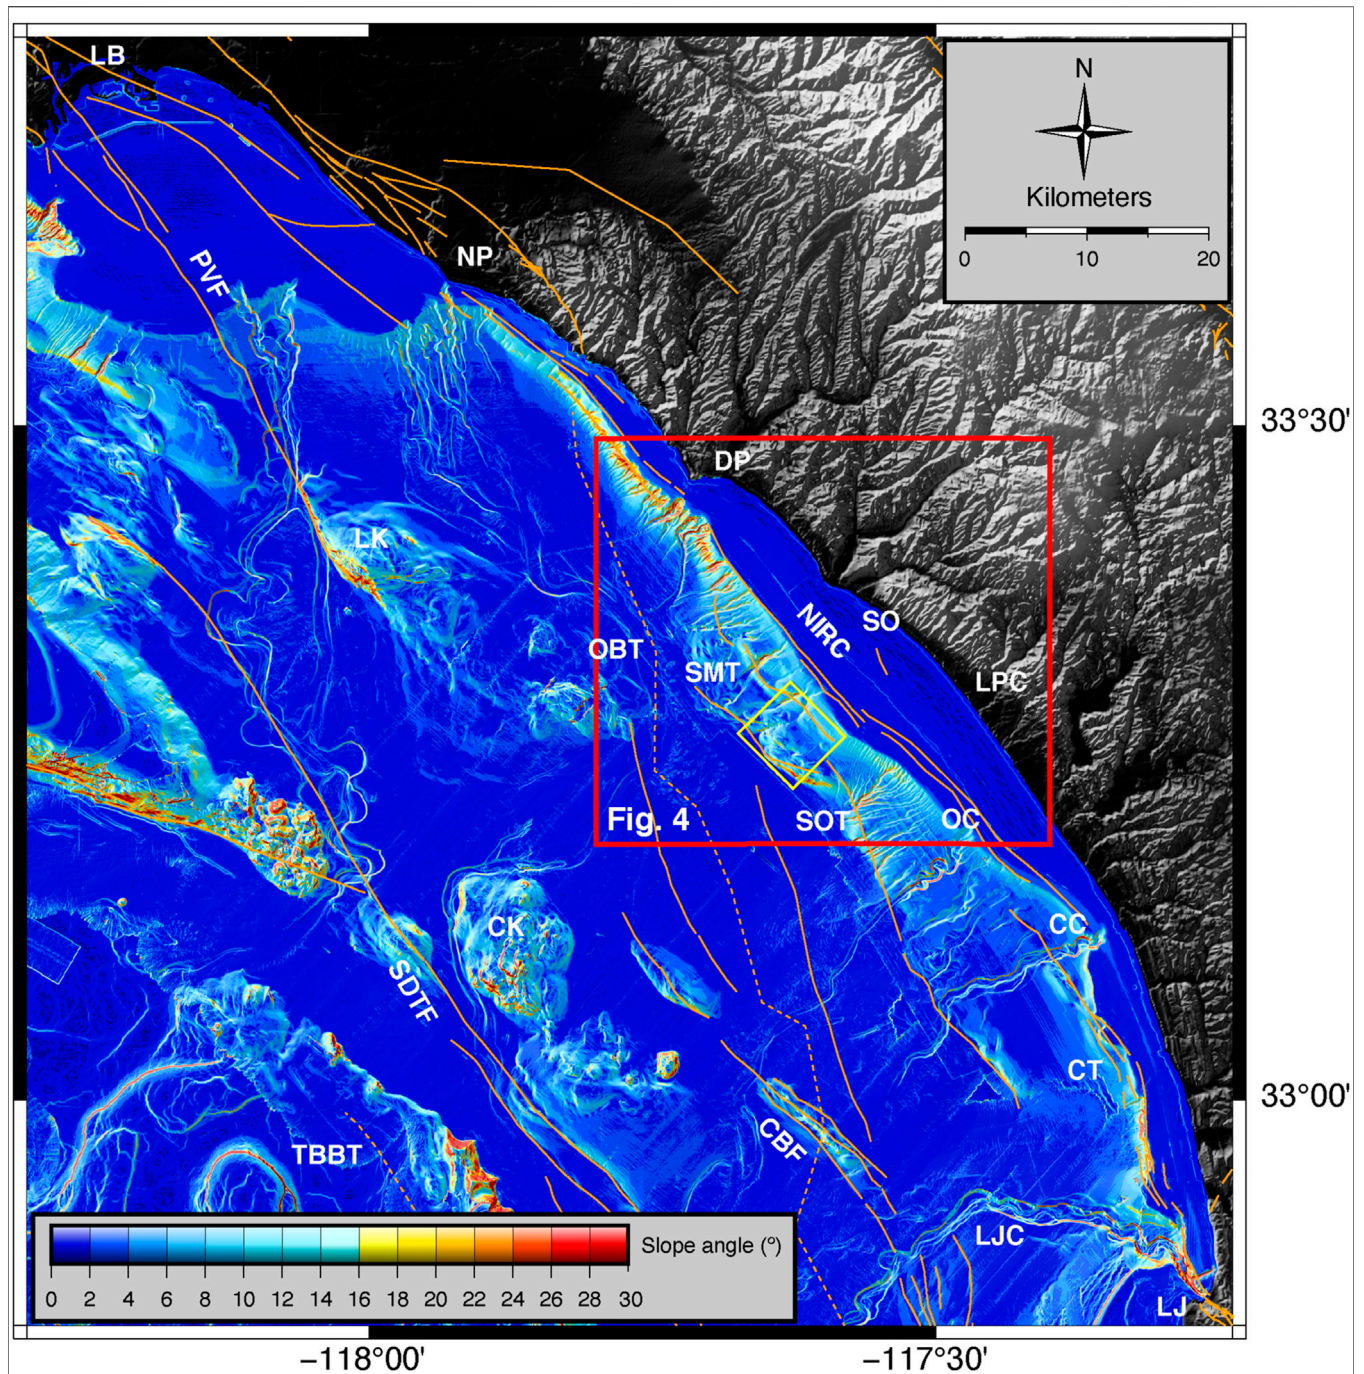 LB
N
Kilometers
0 10 20
NP
PVF
33°30'
DP
LK
NIRC
SO
OBT
SMT
LPC
Fig. 4
SOT
OC
CK
CC
SDTF
CT
33°00'
CBF
TBBT
LJC
Slope angle (°)
0 2 4 6 8 10 12 14 16 18 20 22 24 26 28 30
LJ
−118°00'
−117°30'